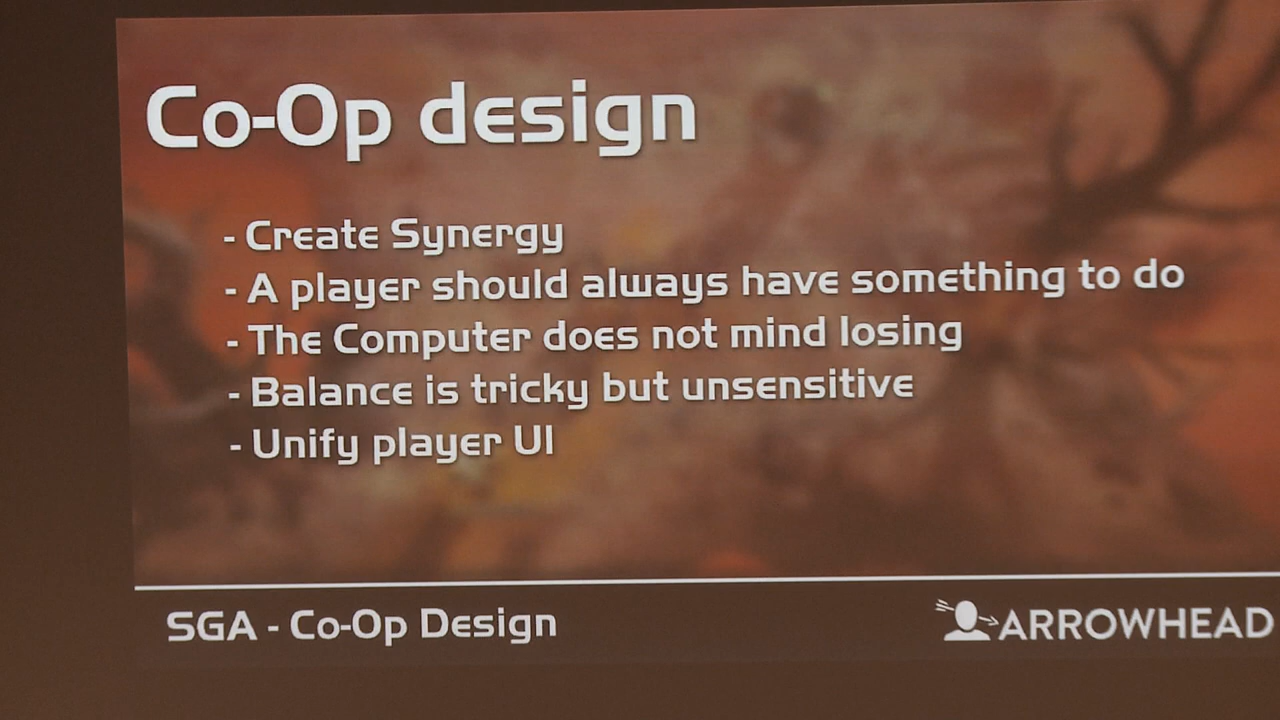 Co-Op design
- Create Synergy
- A player should always have something to do
- The Computer does not mind losing
- Balance is tricky but unsensitive
- Unify player UI
SGA - Co-Op Design
ARROWHEAD